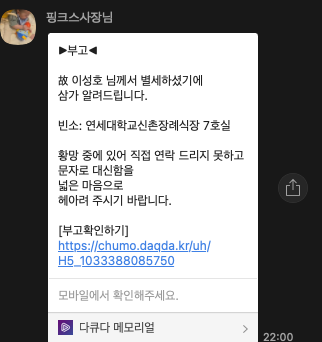 핑크스사장님
▶부고◀
故 이성호 님께서 별세하셨기에
삼가 알려드립니다.
빈소: 연세대학교신촌장례식장 7호실
황망 중에 있어 직접 연락 드리지 못하고
문자로 대신함을
넓은 마음으로
헤아려 주시기 바랍니다.
[부고확인하기]
https://chumo.daqda.kr/uh/
H5_1033388085750
모바일에서 확인해주세요.
다큐다 메모리얼
22:00